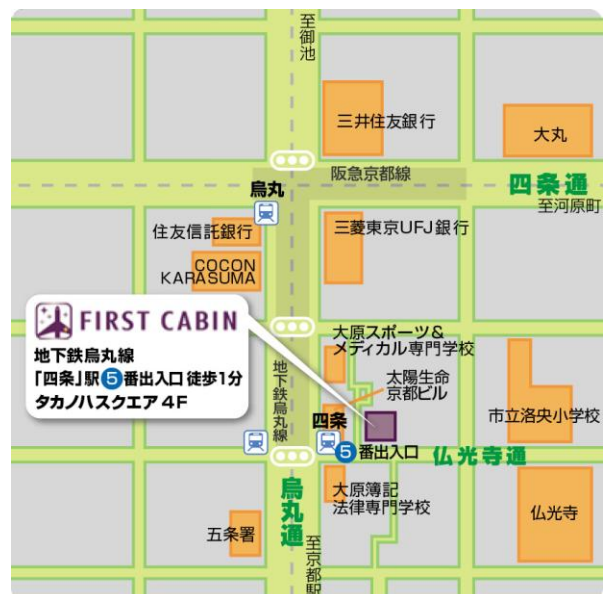 至御池
三井住友銀行
大丸
阪急京都線
四条通
至河原町
烏丸
住友信託銀行
三菱東京UFJ銀行
COCON
KARASUMA
FIRST CABIN
地下鉄烏丸線
「四条」駅5番出入口 徒歩1分
タカノハスクエア 4F
大原スポーツ&
メディカル専門学校
地下鉄烏丸線
太陽生命
京都ビル
四条
市立洛央小学校
5番出入口
仏光寺通
烏丸通
大原簿記
法律専門学校
仏光寺
五条署
至京都駅